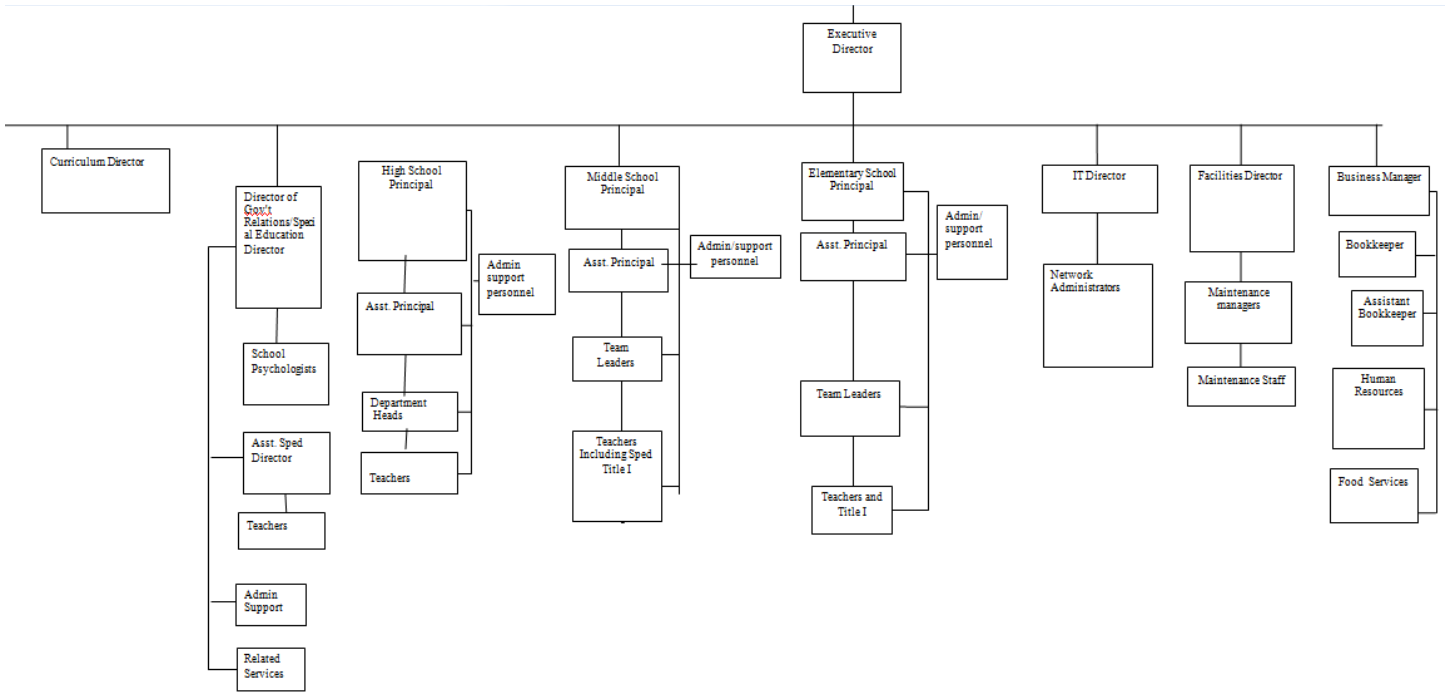 Executive
Director
Curriculum Director
Director of
Gov't
Relations/Speci
al Education
Director
School
Psychologists
Asst. Sped
Director
Teachers
Admin
Support
Related
Services
High School
Principal
Admin
support
personnel
Asst. Principal
Department
Heads
Teachers
Middle School
Principal
Admin/support
personnel
Asst. Principal
Team
Leaders
Teachers
Including Sped
Title I
Elementary School
Principal
Admin/
support
personnel
Asst. Principal
Team Leaders
Teachers and
Title I
IT Director
Network
Administrators
Facilities Director
Maintenance
managers
Maintenance Staff
Business Manager
Bookkeeper
Assistant
Bookkeeper
Human
Resources
Food Services